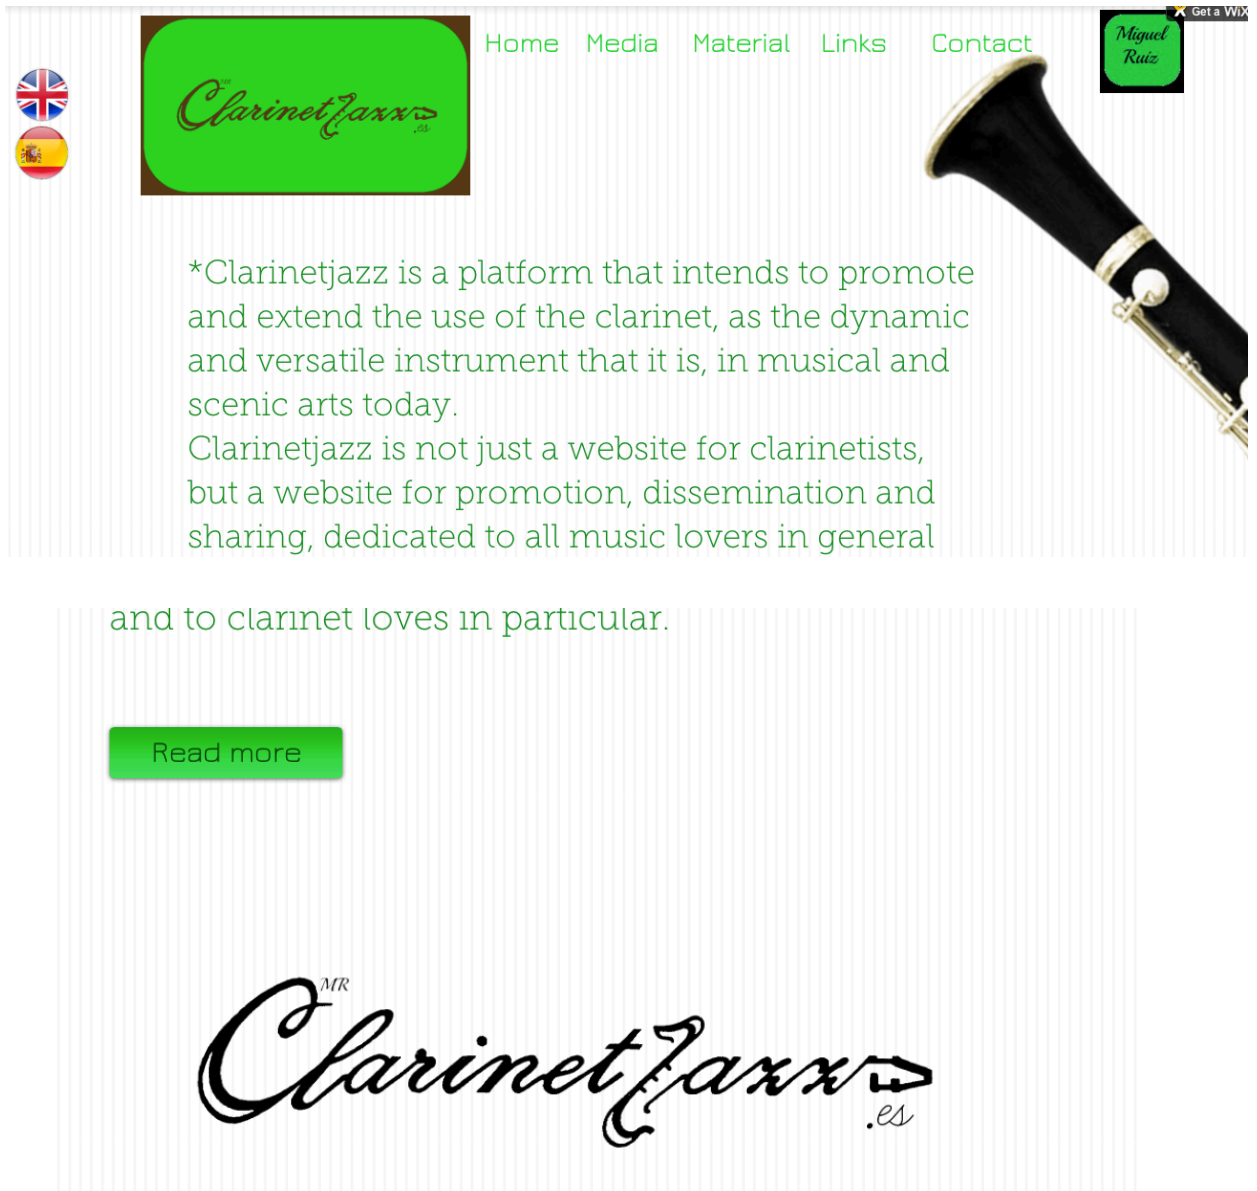 Get a WiX
Home Media Material Links Contact
Miguel
Ruiz
MR
ClarinetJazz
.es
*Clarinetjazz is a platform that intends to promote
and extend the use of the clarinet, as the dynamic
and versatile instrument that it is, in musical and
scenic arts today.
Clarinetjazz is not just a website for clarinetists,
but a website for promotion, dissemination and
sharing, dedicated to all music lovers in general
and to clarinet loves in particular.
Read more
MR
ClarinetJazz
.es